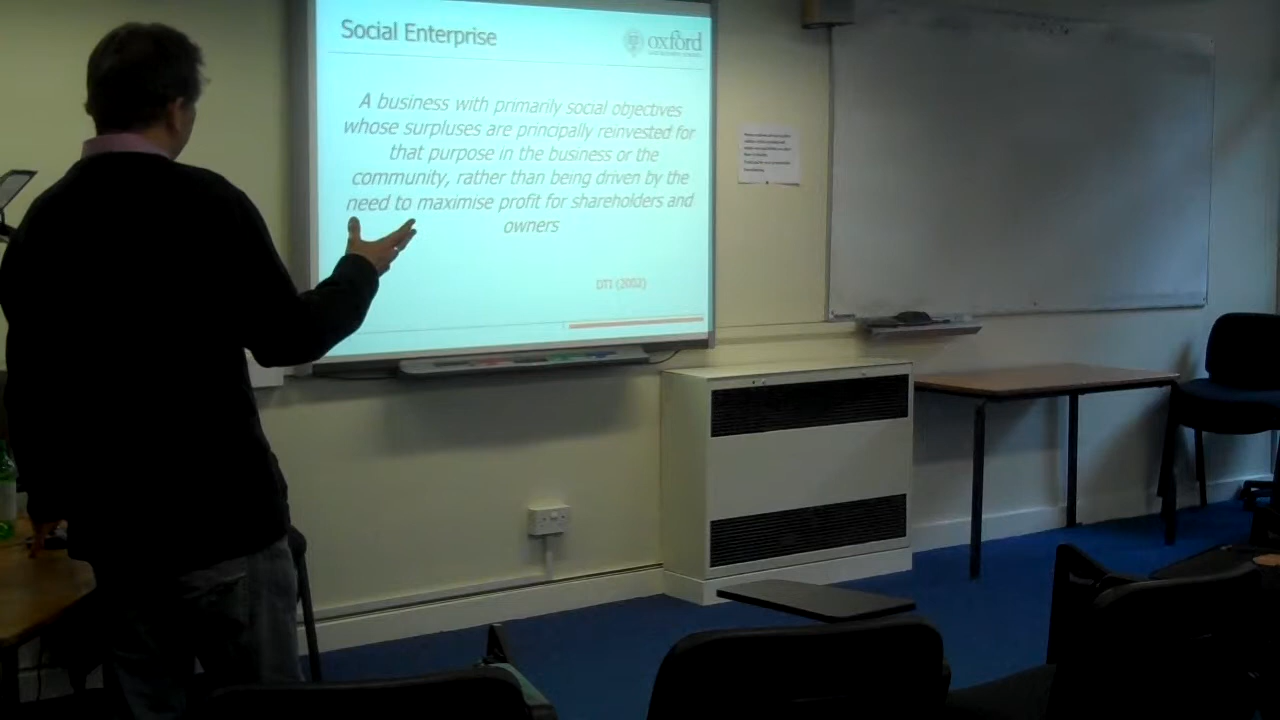 Social Enterprise
oxford
A business with primarily social objectives
whose surpluses are principally reinvested for
that purpose in the business or the
community, rather than being driven by the
need to maximise profit for shareholders and
owners
DTI (2002)